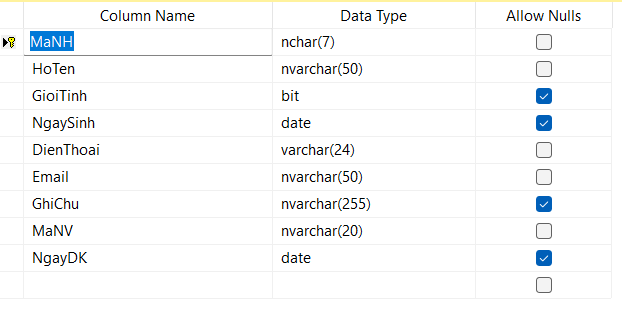 Column Name Data Type Allow Nulls
MaNH nchar(7)
HoTen nvarchar(50)
GioiTinh bit
NgaySinh date
DienThoai varchar(24)
Email nvarchar(50)
GhiChu nvarchar(255)
MaNV nvarchar(20)
NgayDK date